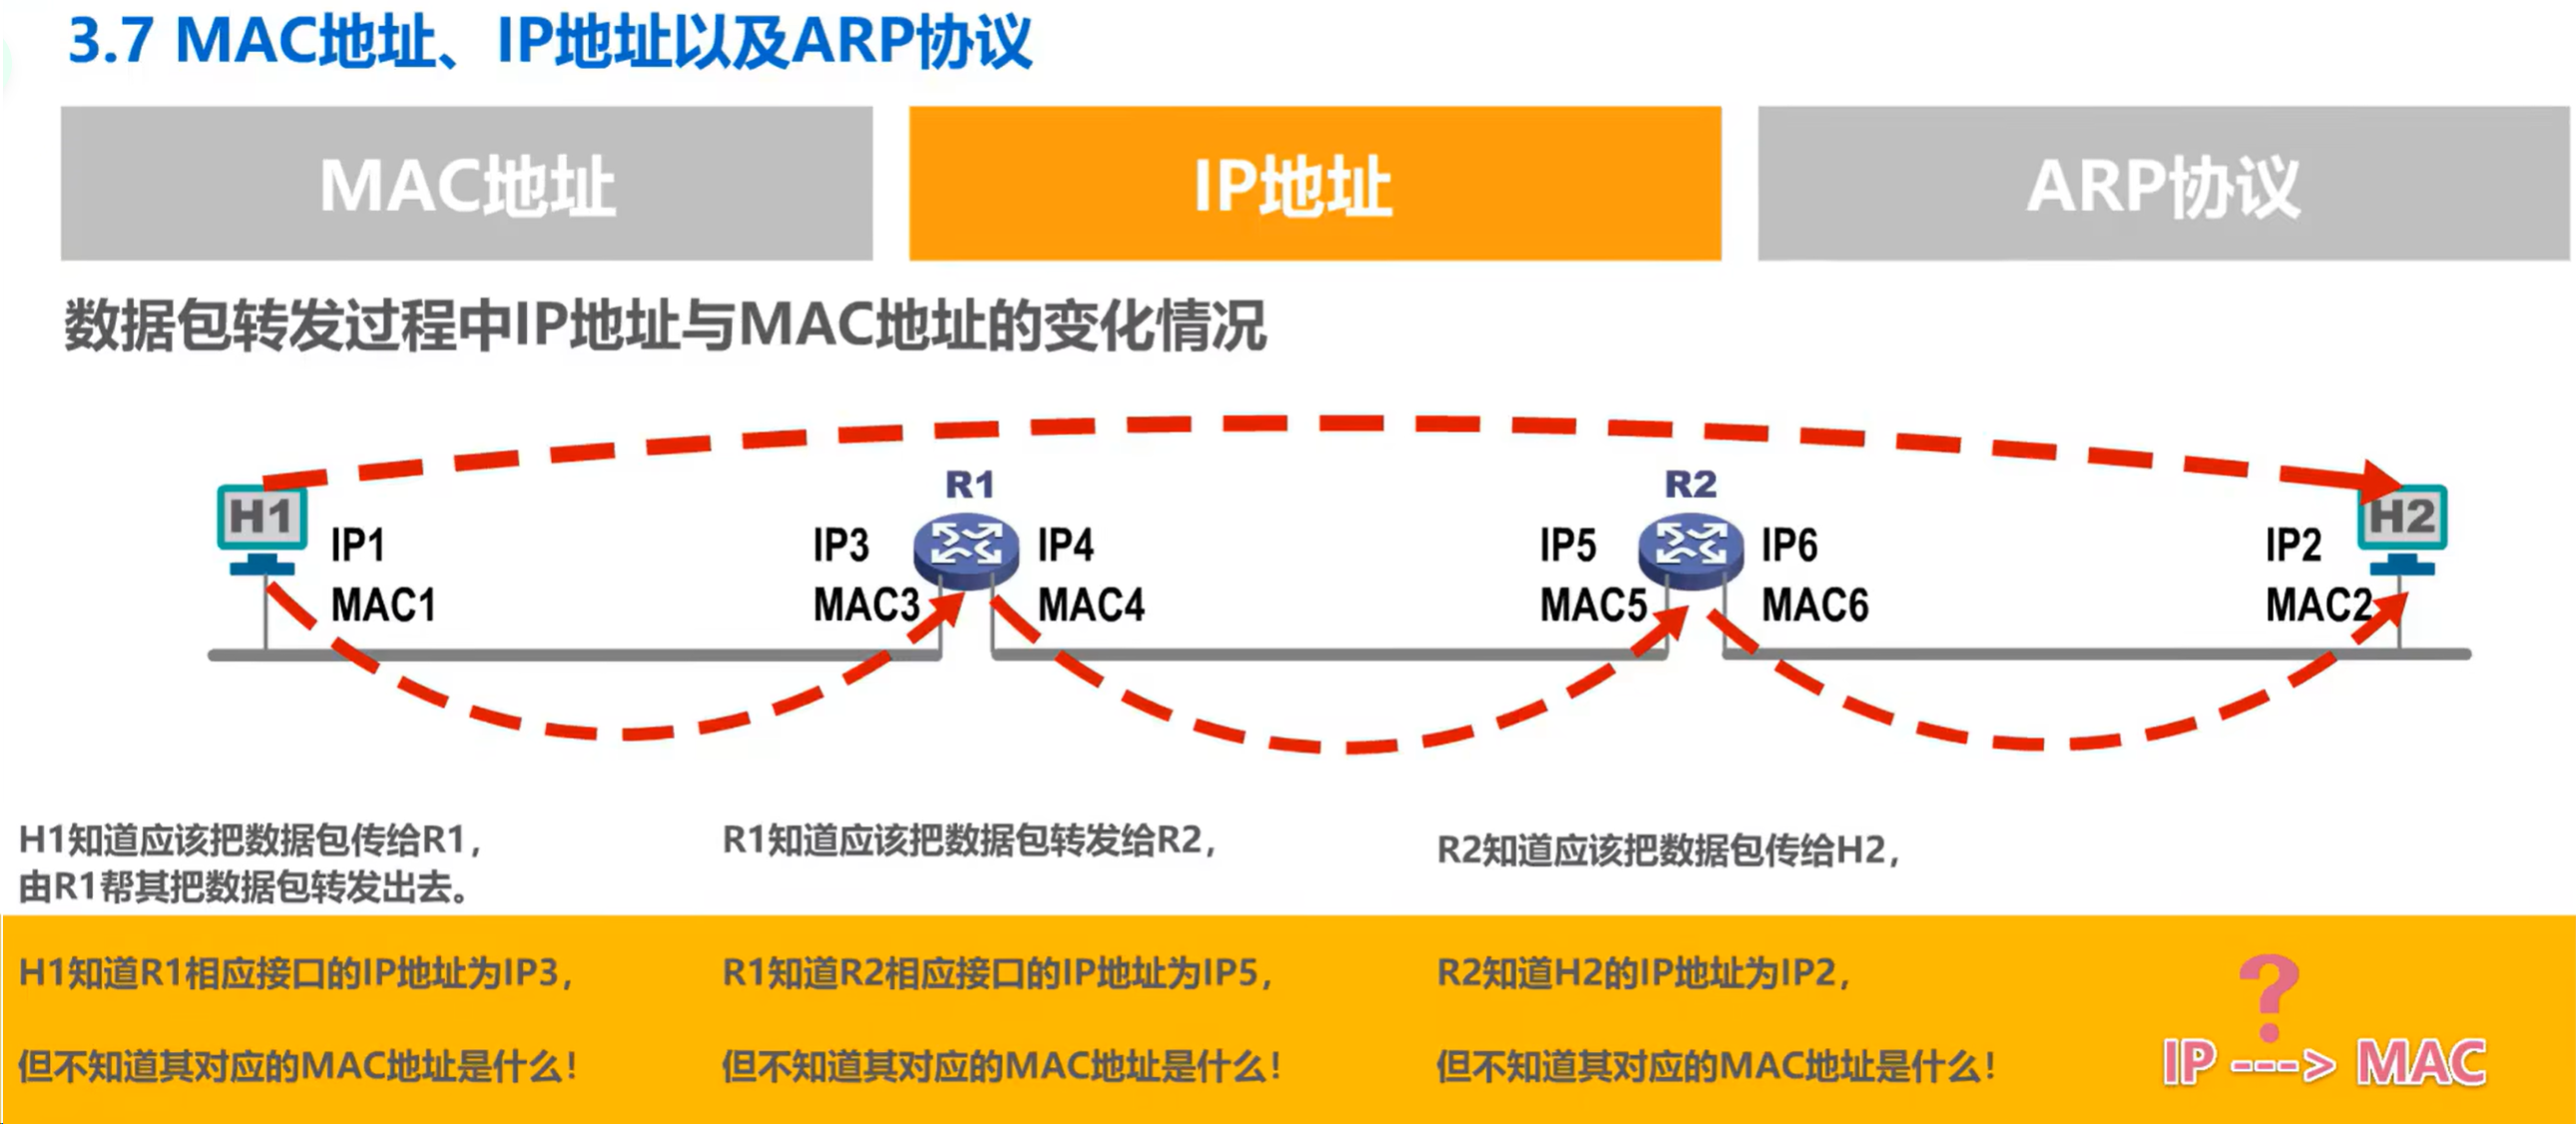 3.7 MAC地址、IP地址以及ARP协议
MAC地址
IP地址
ARP协议
数据包转发过程中IP地址与MAC地址的变化情况
R1
R2
H1
H2
IP1
IP3
IP4
IP5
IP6
IP2
MAC1
MAC3
MAC4
MAC5
MAC6
MAC2
H1知道应该把数据包传给R1，
由R1帮其把数据包转发出去。
R1知道应该把数据包转发给R2，
R2知道应该把数据包传给H2，
H1知道R1相应接口的IP地址为IP3，
但不知道其对应的MAC地址是什么！
R1知道R2相应接口的IP地址为IP5，
但不知道其对应的MAC地址是什么！
R2知道H2的IP地址为IP2，
但不知道其对应的MAC地址是什么！
?
IP ---> MAC